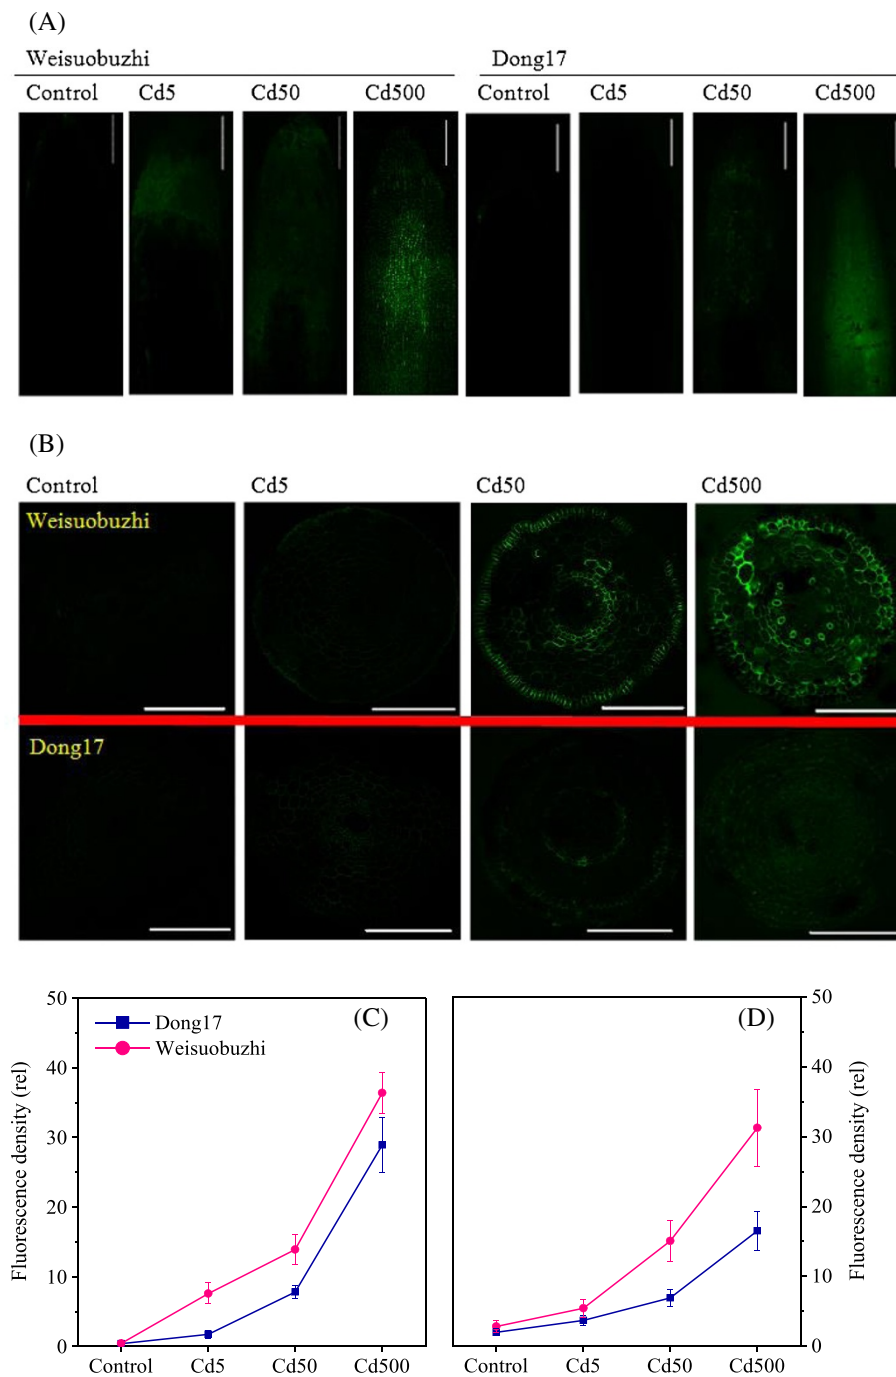 (A)
Weisuobuzhi Dong17
Control Cd5 Cd50 Cd500 Control Cd5 Cd50 Cd500
(B)
Control Cd5 Cd50 Cd500
Weisuobuzhi
Dong17
50 50
Dong17 (C) (D)
Weisuobuzhi
40 40
30 30
20 20
10 10
0 0
Fluorescence density (rel) Fluorescence density (rel)
Control Cd5 Cd50 Cd500 Control Cd5 Cd50 Cd500